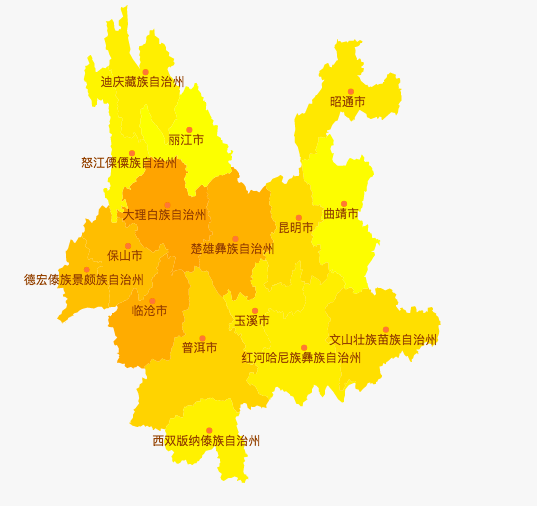 迪庆藏族自治州
昭通市
丽江市
怒江傈僳族自治州
大理白族自治州
曲靖市
昆明市
楚雄彝族自治州
保山市
德宏傣族景颇族自治州
临沧市
玉溪市
文山壮族苗族自治州
普洱市
红河哈尼族彝族自治州
西双版纳傣族自治州